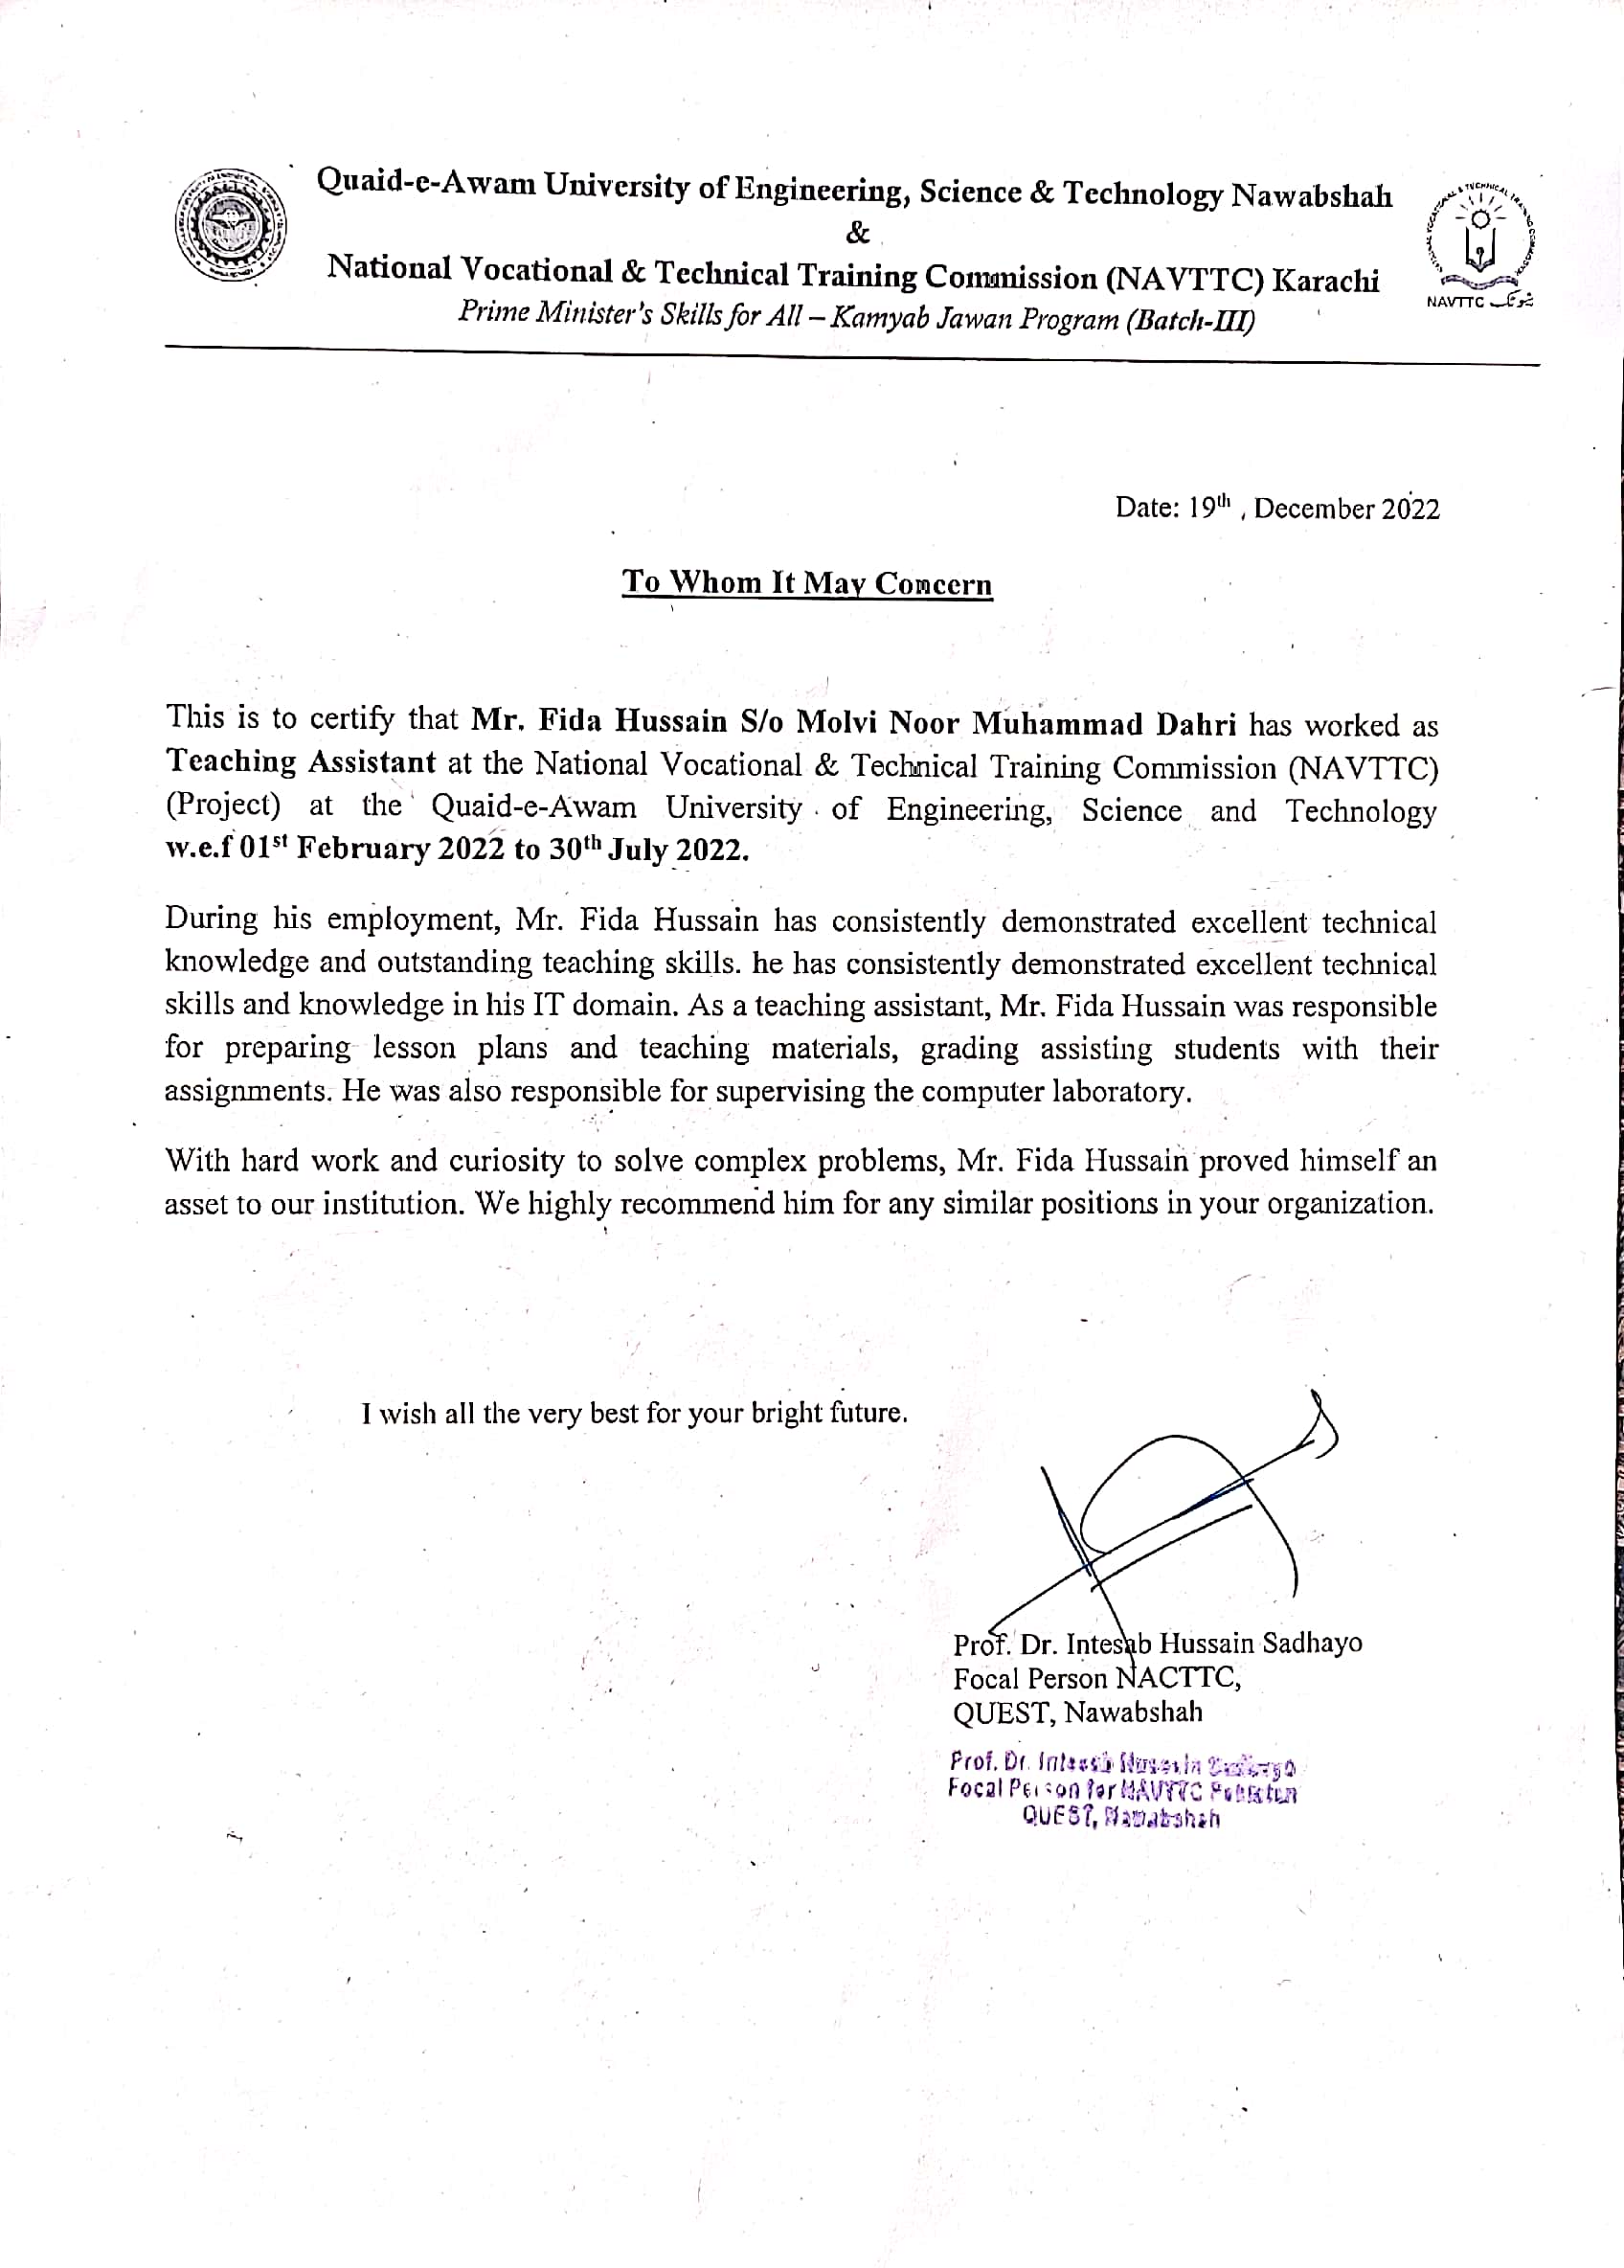 Quaid-e-Awam University of Engineering, Science & Technology Nawabshah
&
National Vocational & Technical Training Commission (NAVTTC) Karachi
Prime Minister's Skills for All – Kamyab Jawan Program (Batch-III)
NAVTTC
Date: 19th , December 2022
To Whom It May Concern
This is to certify that Mr. Fida Hussain S/o Molvi Noor Muhammad Dahri has worked as
Teaching Assistant at the National Vocational & Technical Training Commission (NAVTTC)
(Project) at the Quaid-e-Awam University of Engineering, Science and Technology
w.e.f 01st February 2022 to 30th July 2022.
During his employment, Mr. Fida Hussain has consistently demonstrated excellent technical
knowledge and outstanding teaching skills. he has consistently demonstrated excellent technical
skills and knowledge in his IT domain. As a teaching assistant, Mr. Fida Hussain was responsible
for preparing lesson plans and teaching materials, grading assisting students with their
assignments. He was also responsible for supervising the computer laboratory.
With hard work and curiosity to solve complex problems, Mr. Fida Hussain proved himself an
asset to our institution. We highly recommend him for any similar positions in your organization.
I wish all the very best for your bright future.
Prof. Dr. Intesab Hussain Sadhayo
Focal Person NACTTC,
QUEST, Nawabshah
Prof. Dr. Intesab Hussain
Focal Person for NAVTTC Pakistan
QUEST, Nawabshah